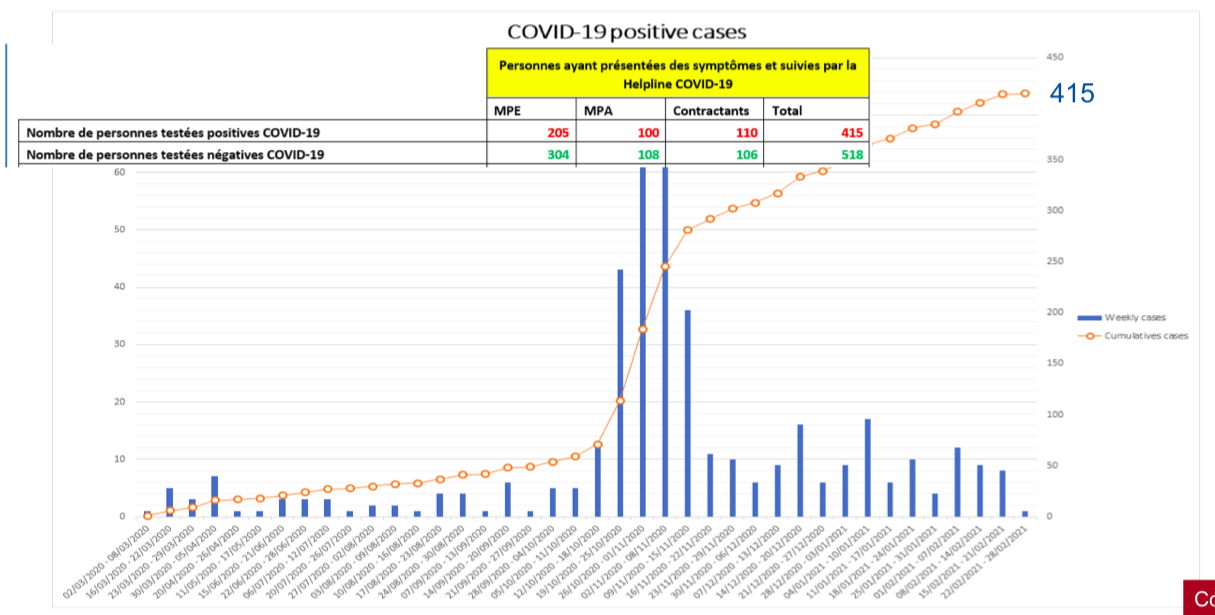 COVID-19 positive cases
Personnes ayant présentées des symptômes et suivies par la
Helpline COVID-19
MPE MPA Contractants Total
Nombre de personnes testées positives COVID-19 205 100 110 415
Nombre de personnes testées négatives COVID-19 304 108 106 518
60
50
40
30
20
10
0
450
415
350
300
250
200
150
100
50
0
Weekly cases
Cumulatives cases
02/03/2020 - 08/03/2020
16/03/2020 - 22/03/2020
23/03/2020 - 29/03/2020
30/03/2020 - 05/04/2020
20/04/2020 - 26/04/2020
11/05/2020 - 17/05/2020
15/06/2020 - 21/06/2020
22/06/2020 - 28/06/2020
06/07/2020 - 12/07/2020
20/07/2020 - 26/07/2020
27/07/2020 - 02/08/2020
03/08/2020 - 09/08/2020
10/08/2020 - 16/08/2020
17/08/2020 - 23/08/2020
24/08/2020 - 30/08/2020
07/09/2020 - 13/09/2020
14/09/2020 - 20/09/2020
21/09/2020 - 27/09/2020
28/09/2020 - 04/10/2020
05/10/2020 - 11/10/2020
12/10/2020 - 18/10/2020
19/10/2020 - 25/10/2020
26/10/2020 - 01/11/2020
02/11/2020 - 08/11/2020
09/11/2020 - 15/11/2020
16/11/2020 - 22/11/2020
23/11/2020 - 29/11/2020
30/11/2020 - 06/12/2020
07/12/2020 - 13/12/2020
14/12/2020 - 20/12/2020
21/12/2020 - 27/12/2020
28/12/2020 - 03/01/2021
04/01/2021 - 10/01/2021
11/01/2021 - 17/01/2021
18/01/2021 - 24/01/2021
25/01/2021 - 31/01/2021
01/02/2021 - 07/02/2021
08/02/2021 - 14/02/2021
15/02/2021 - 21/02/2021
22/02/2021 - 28/02/2021